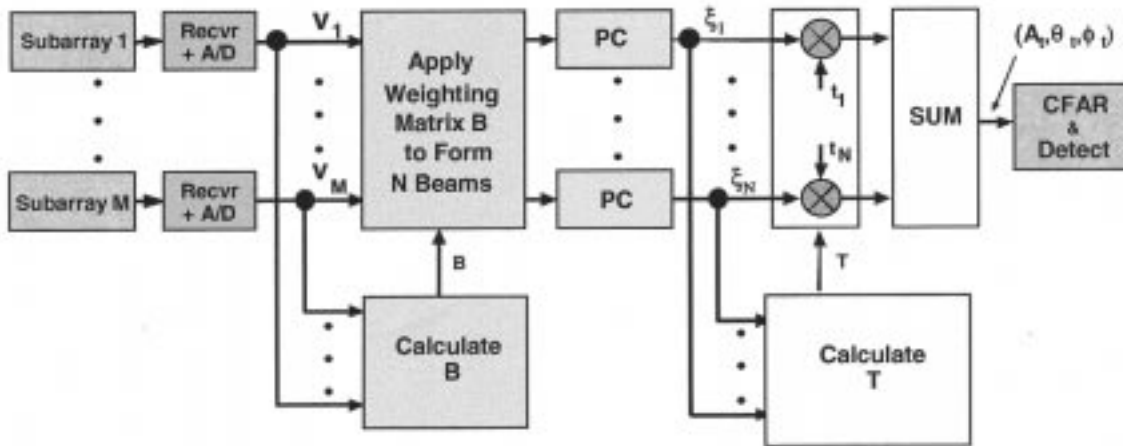 Subarray 1
Recvr
+ A/D
V1
Apply
Weighting
Matrix B
to Form
N Beams
PC
ξ1
t1
SUM
(At,θt,ϕt)
CFAR
&
Detect
Subarray M
Recvr
+ A/D
VM
PC
ξN
tN
B
T
Calculate
B
Calculate
T